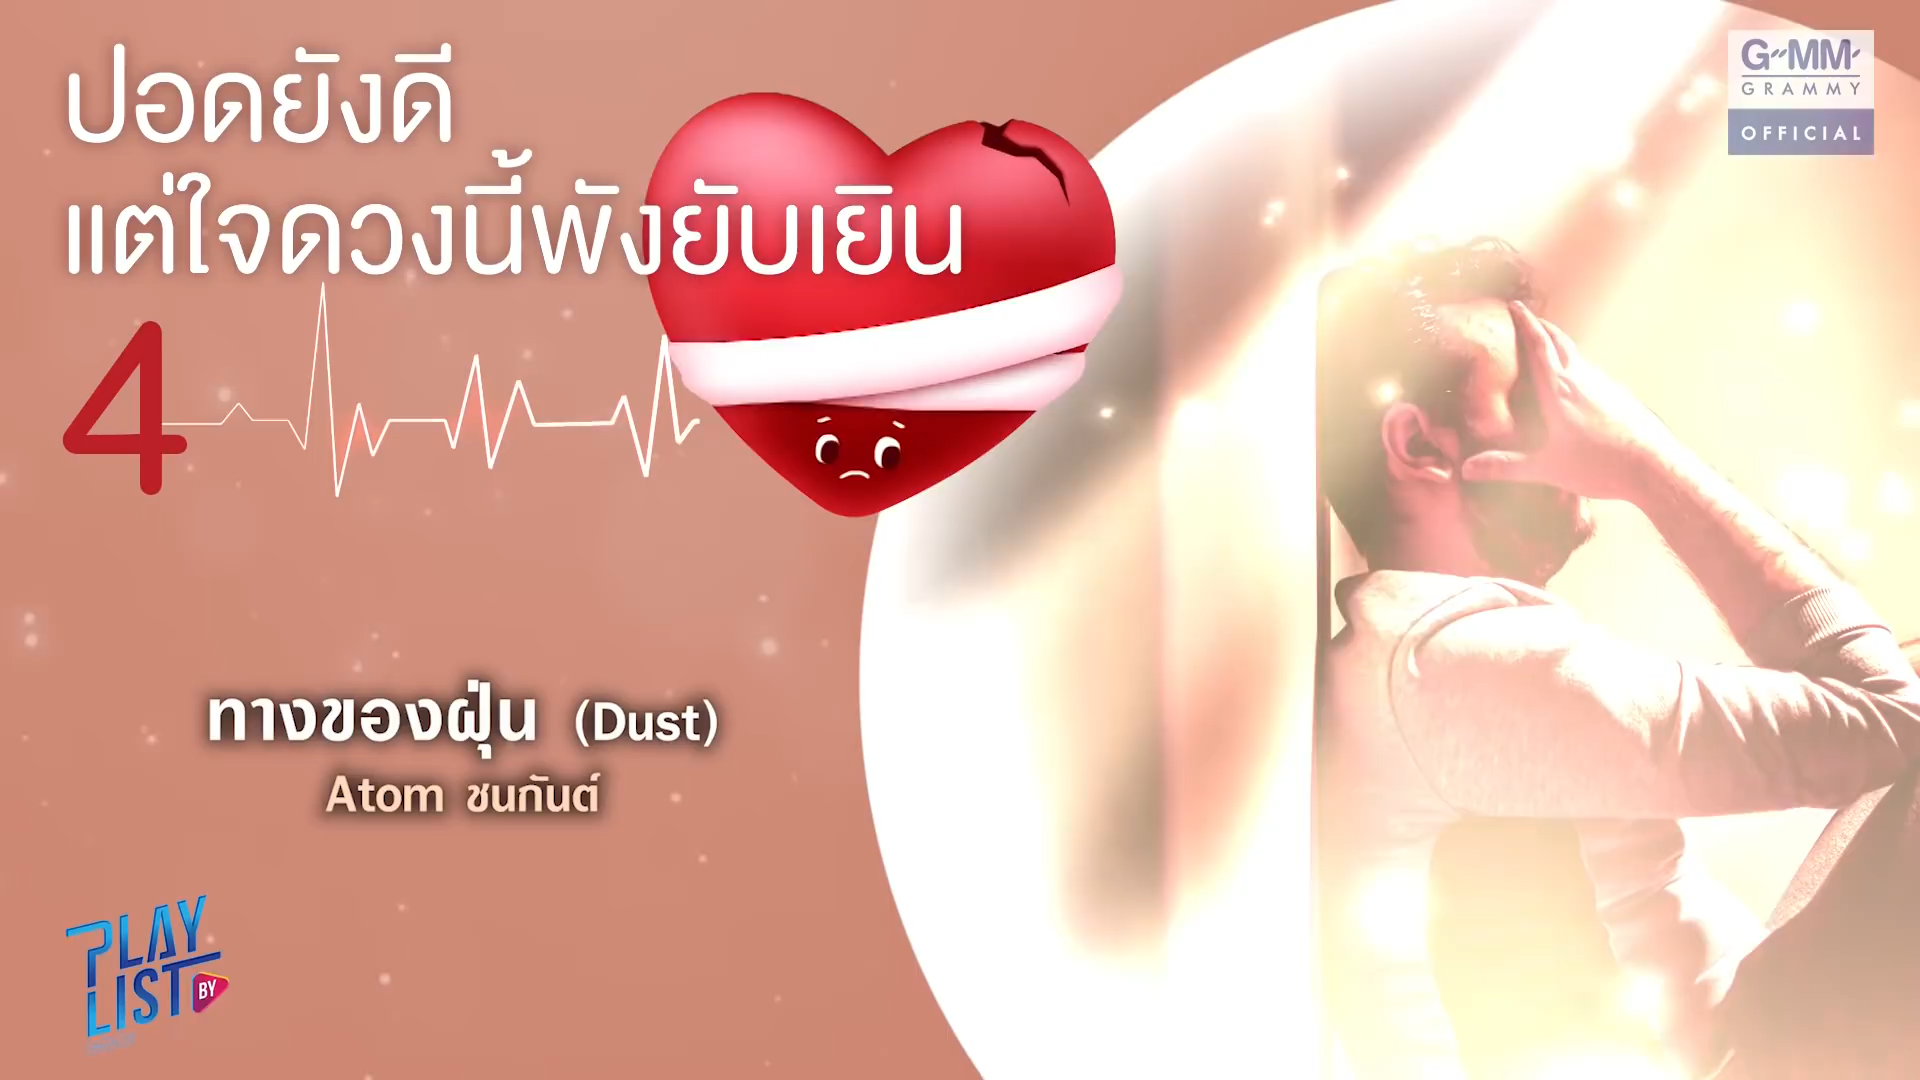 ปอดยังดี
แต่ใจดวงนี้พังยับเยิน
4
G-MM-
GRAMMY
OFFICIAL
ทางของฝุ่น (Dust)
Atom ชนกันต์
PLAY
LIST BY